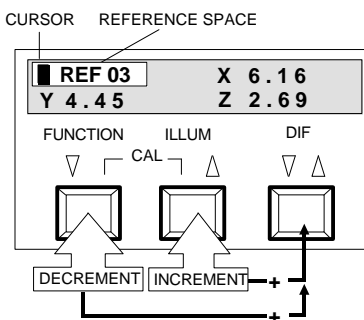 CURSOR REFERENCE SPACE
REF 03 X 6.16
Y 4.45 Z 2.69
FUNCTION ILLUM DIF
CAL
DECREMENT INCREMENT +
+